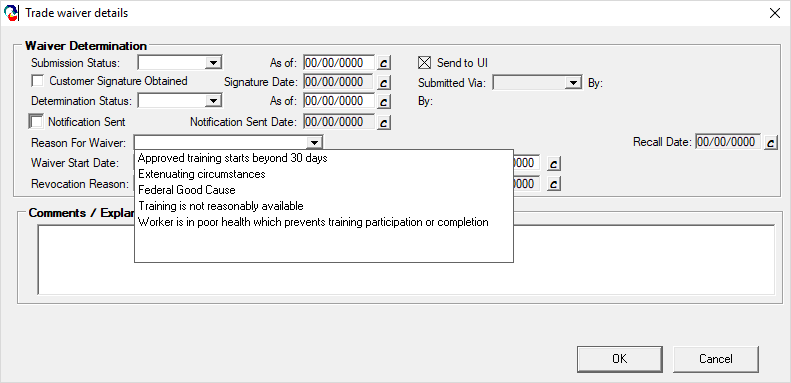 Trade waiver details
Waiver Determination
Submission Status: As of: 00/00/0000 c Send to UI
Customer Signature Obtained Signature Date: 00/00/0000 c Submitted Via: By:
Determination Status: As of: 00/00/0000 c By:
Notification Sent Notification Sent Date: 00/00/0000 c
Reason For Waiver: Recall Date: 00/00/0000 c
Waiver Start Date: 0000 c
Revocation Reason: 0000 c
Approved training starts beyond 30 days
Extenuating circumstances
Federal Good Cause
Training is not reasonably available
Worker is in poor health which prevents training participation or completion
Comments / Explan
OK Cancel